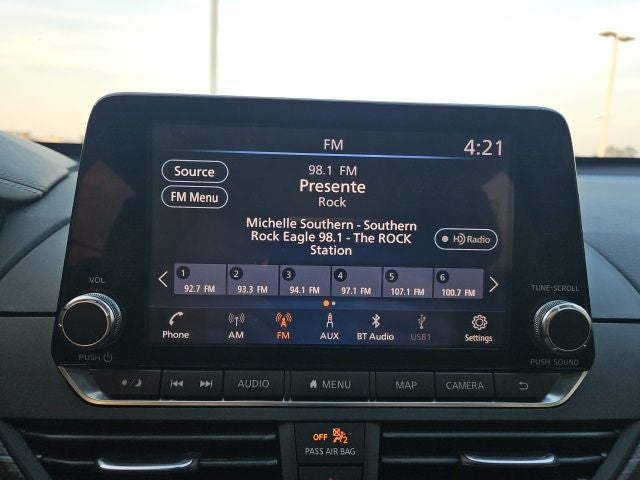 FM
4:21
Source
98.1 FM
FM Menu
Presente
Rock
Michelle Southern - Southern
Rock Eagle 98.1 - The ROCK
Station
HD Radio
1 2 3 4 5 6
92.7 FM 93.3 FM 94.1 FM 97.1 FM 107.1 FM 100.7 FM
VOL
TUNE·SCROLL
Phone AM FM AUX BT Audio USB1 Settings
PUSH
PUSH SOUND
AUDIO MENU MAP CAMERA
OFF 2
PASS AIR BAG